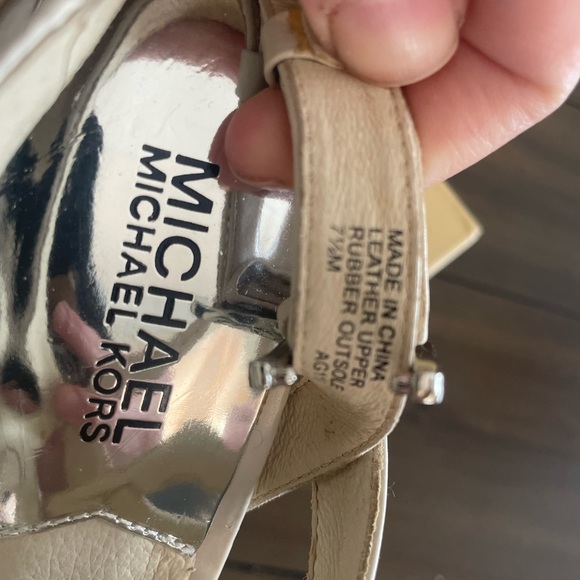 MICHAEL
MICHAEL KORS
MADE IN CHINA
LEATHER UPPER
RUBBER OUTSOLE
7½M